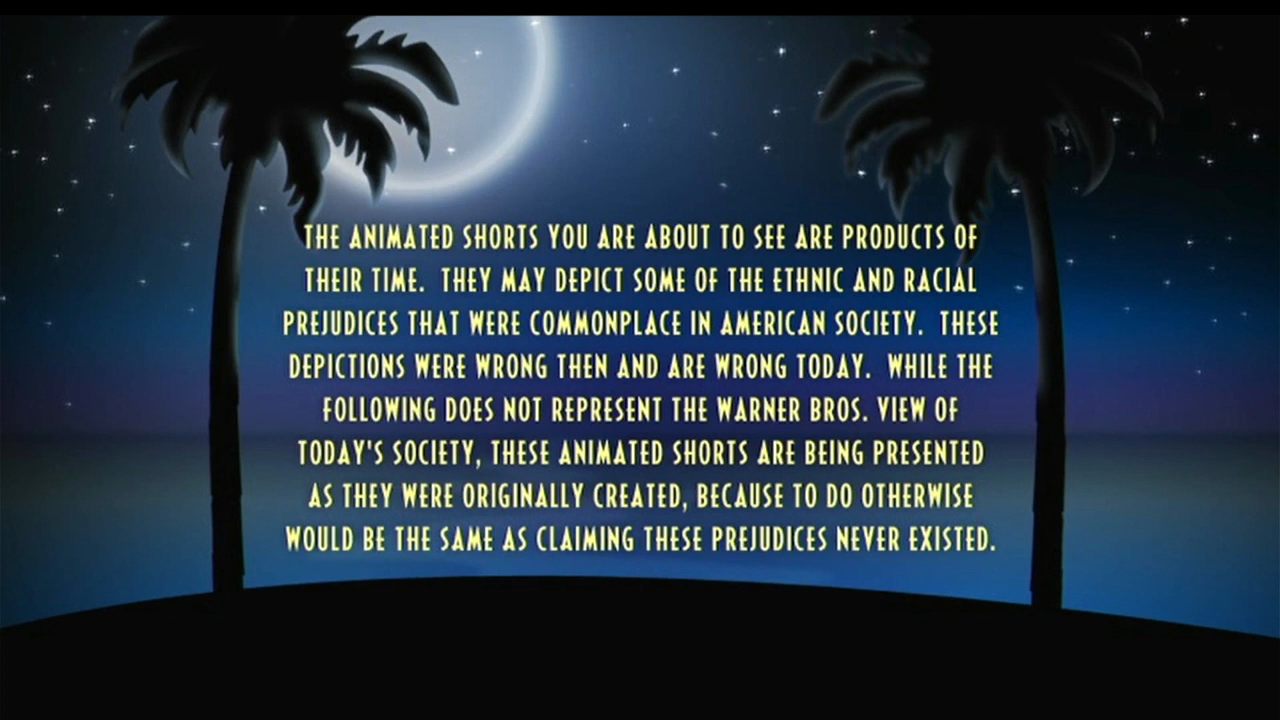 THE ANIMATED SHORTS YOU ARE ABOUT TO SEE ARE PRODUCTS OF
THEIR TIME. THEY MAY DEPICT SOME OF THE ETHNIC AND RACIAL
PREJUDICES THAT WERE COMMONPLACE IN AMERICAN SOCIETY. THESE
DEPICTIONS WERE WRONG THEN AND ARE WRONG TODAY. WHILE THE
FOLLOWING DOES NOT REPRESENT THE WARNER BROS. VIEW OF
TODAY'S SOCIETY, THESE ANIMATED SHORTS ARE BEING PRESENTED
AS THEY WERE ORIGINALLY CREATED, BECAUSE TO DO OTHERWISE
WOULD BE THE SAME AS CLAIMING THESE PREJUDICES NEVER EXISTED.